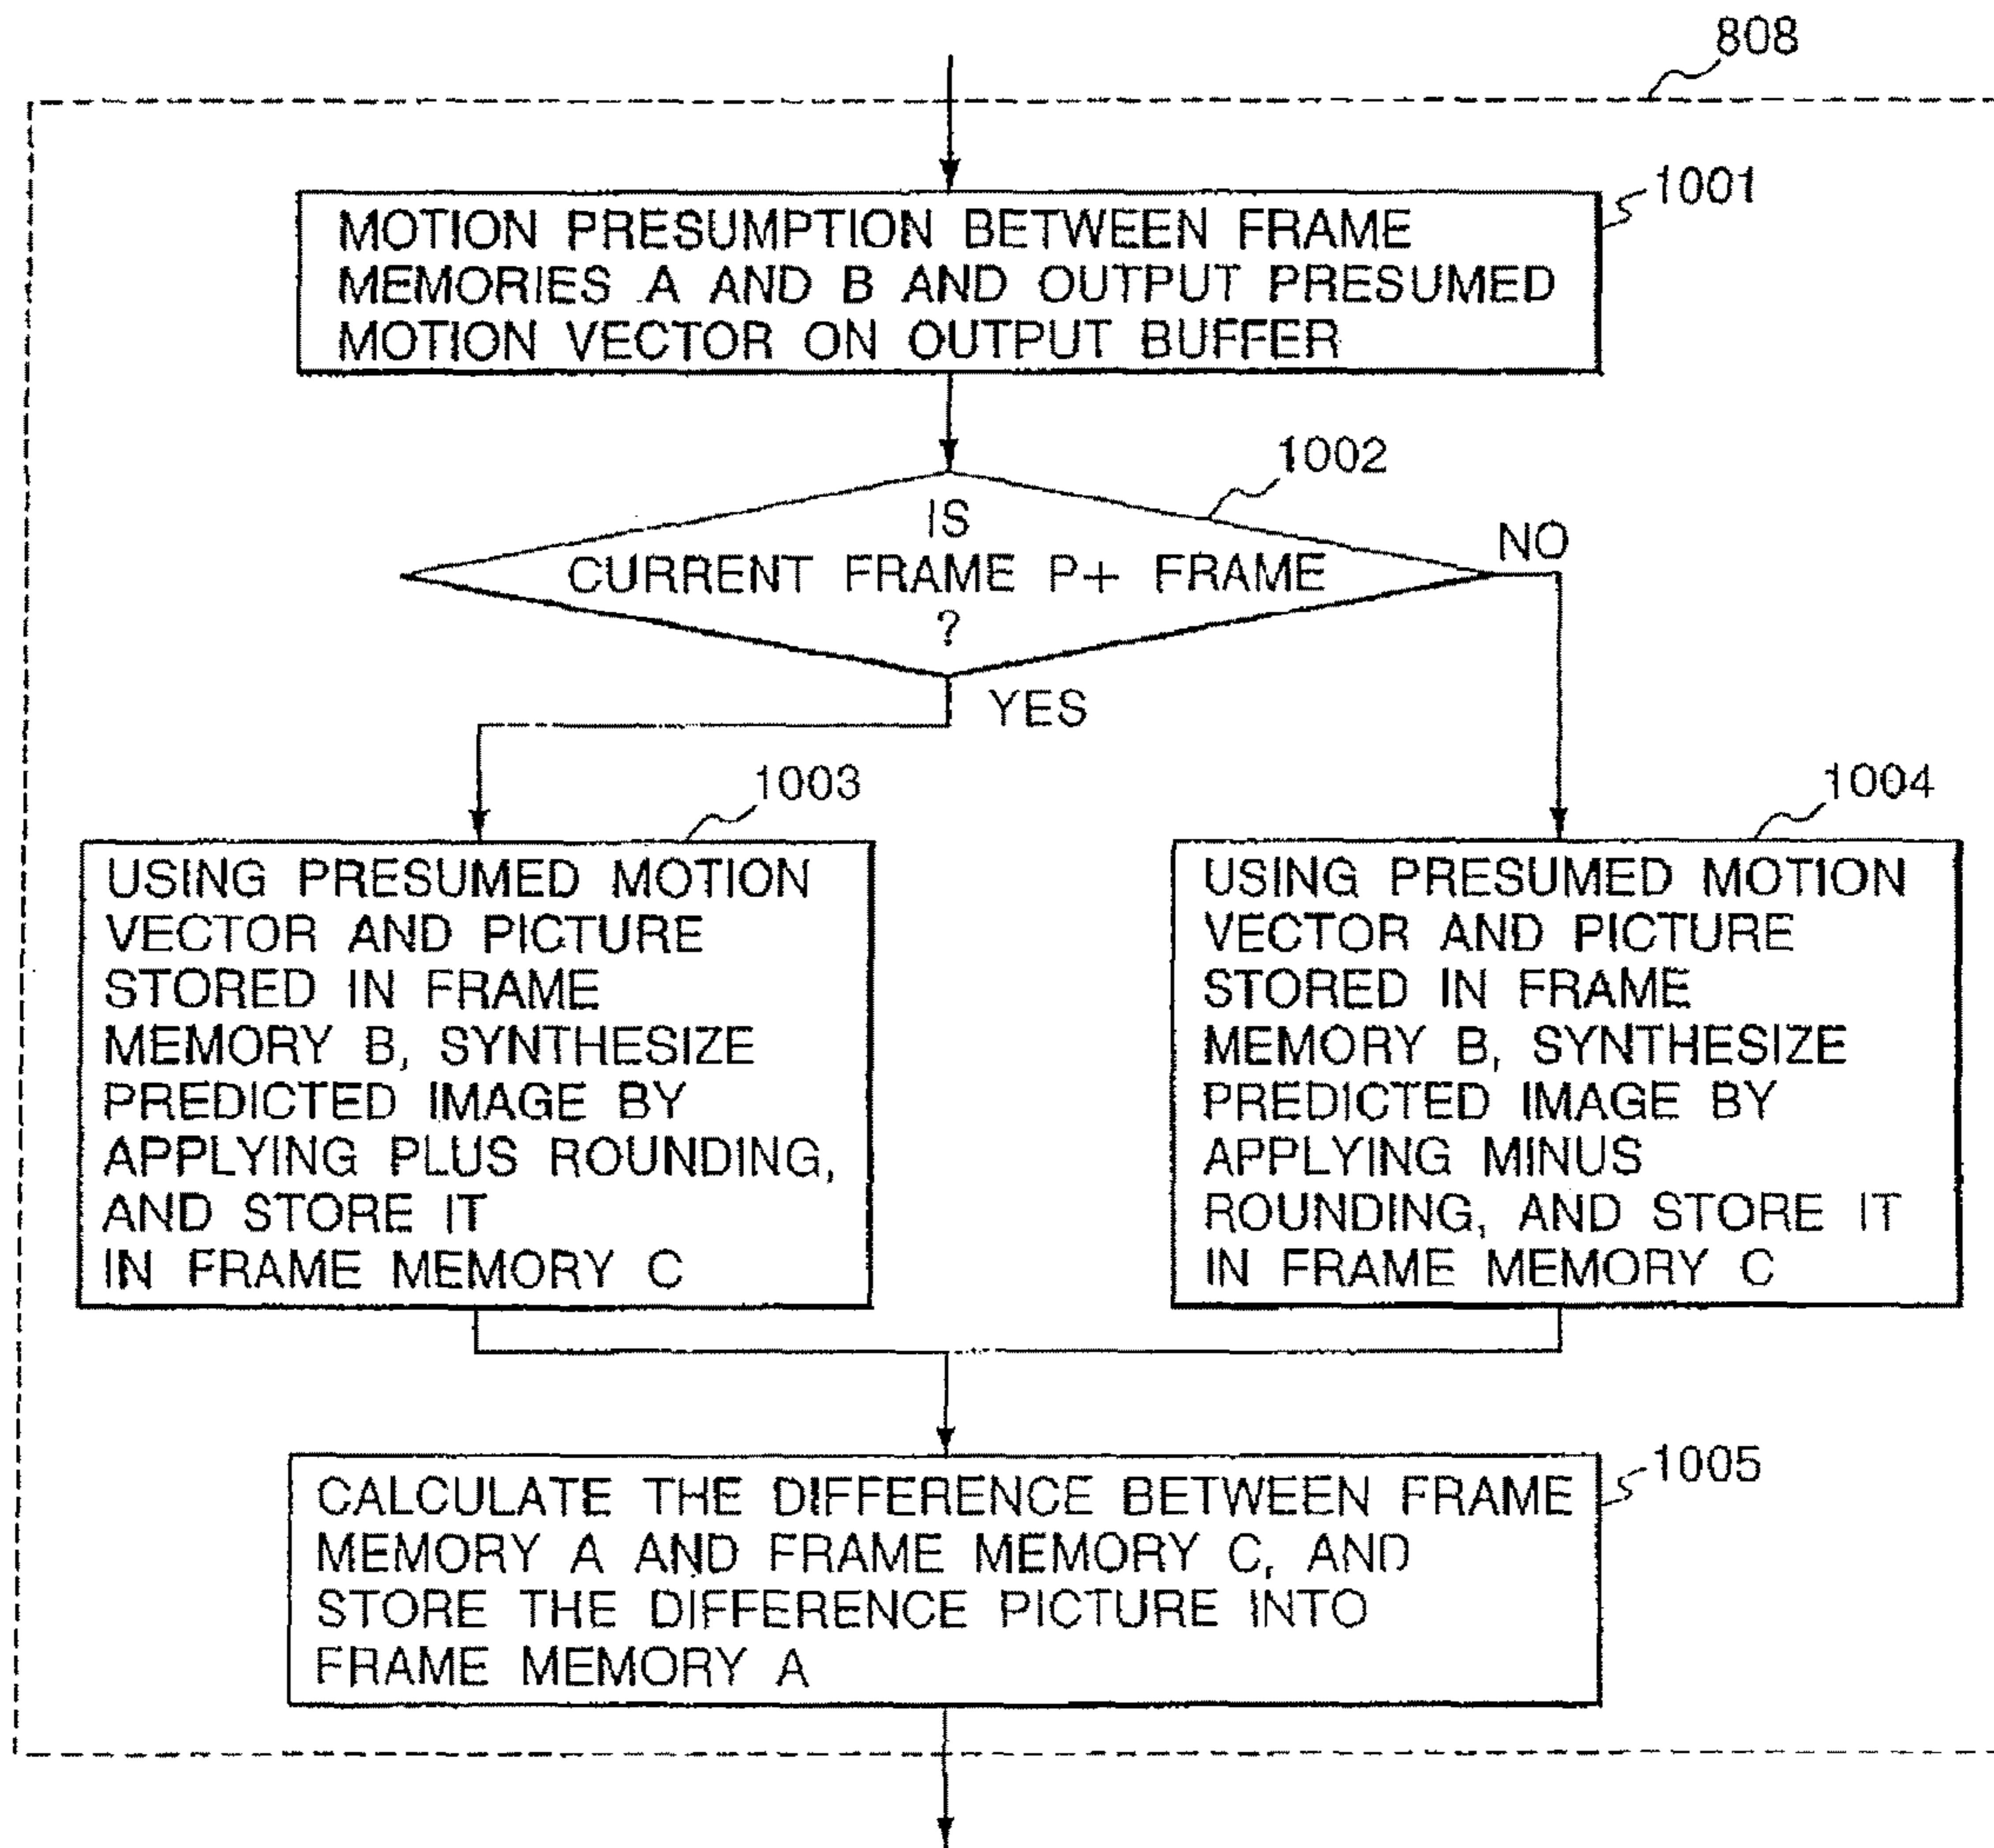 808
1001
MOTION PRESUMPTION BETWEEN FRAME
MEMORIES A AND B AND OUTPUT PRESUMED
MOTION VECTOR ON OUTPUT BUFFER
1002
IS
CURRENT FRAME P+ FRAME
?
NO
YES
1003
USING PRESUMED MOTION
VECTOR AND PICTURE
STORED IN FRAME
MEMORY B, SYNTHESIZE
PREDICTED IMAGE BY
APPLYING PLUS ROUNDING,
AND STORE IT
IN FRAME MEMORY C
1004
USING PRESUMED MOTION
VECTOR AND PICTURE
STORED IN FRAME
MEMORY B, SYNTHESIZE
PREDICTED IMAGE BY
APPLYING MINUS
ROUNDING, AND STORE IT
IN FRAME MEMORY C
1005
CALCULATE THE DIFFERENCE BETWEEN FRAME
MEMORY A AND FRAME MEMORY C, AND
STORE THE DIFFERENCE PICTURE INTO
FRAME MEMORY A